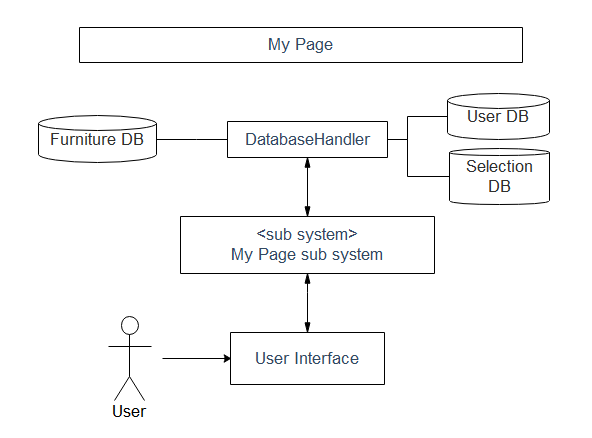 My Page
Furniture DB
DatabaseHandler
User DB
Selection
DB
<sub system>
My Page sub system
User Interface
User